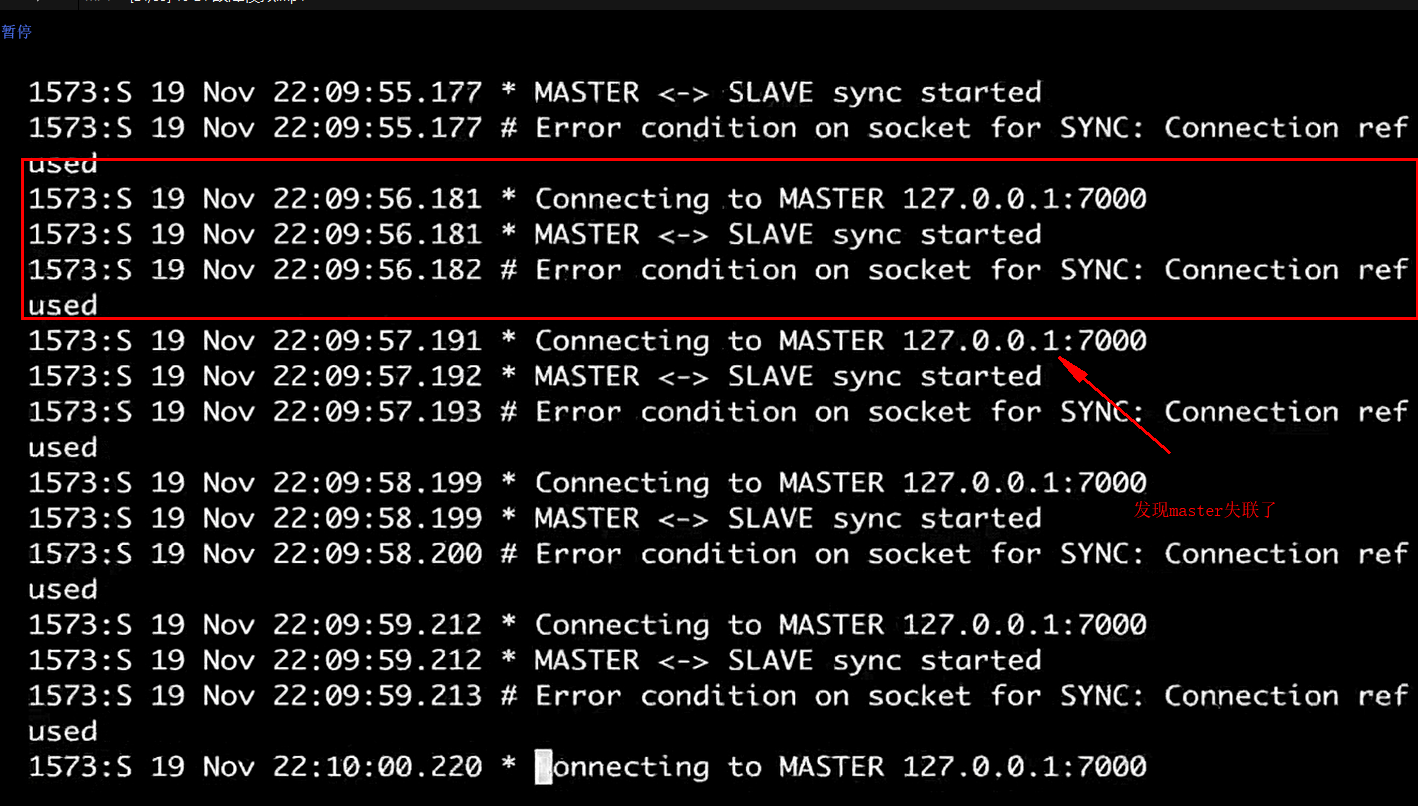 暂停
1573:S 19 Nov 22:09:55.177 * MASTER <-> SLAVE sync started
1573:S 19 Nov 22:09:55.177 # Error condition on socket for SYNC: Connection ref
used
1573:S 19 Nov 22:09:56.181 * Connecting to MASTER 127.0.0.1:7000
1573:S 19 Nov 22:09:56.181 * MASTER <-> SLAVE sync started
1573:S 19 Nov 22:09:56.182 # Error condition on socket for SYNC: Connection ref
used
1573:S 19 Nov 22:09:57.191 * Connecting to MASTER 127.0.0.1:7000
1573:S 19 Nov 22:09:57.192 * MASTER <-> SLAVE sync started
1573:S 19 Nov 22:09:57.193 # Error condition on socket for SYNC: Connection ref
used
1573:S 19 Nov 22:09:58.199 * Connecting to MASTER 127.0.0.1:7000
发现master失联了
1573:S 19 Nov 22:09:58.199 * MASTER <-> SLAVE sync started
1573:S 19 Nov 22:09:58.200 # Error condition on socket for SYNC: Connection ref
used
1573:S 19 Nov 22:09:59.212 * Connecting to MASTER 127.0.0.1:7000
1573:S 19 Nov 22:09:59.212 * MASTER <-> SLAVE sync started
1573:S 19 Nov 22:09:59.213 # Error condition on socket for SYNC: Connection ref
used
1573:S 19 Nov 22:10:00.220 * Connecting to MASTER 127.0.0.1:7000